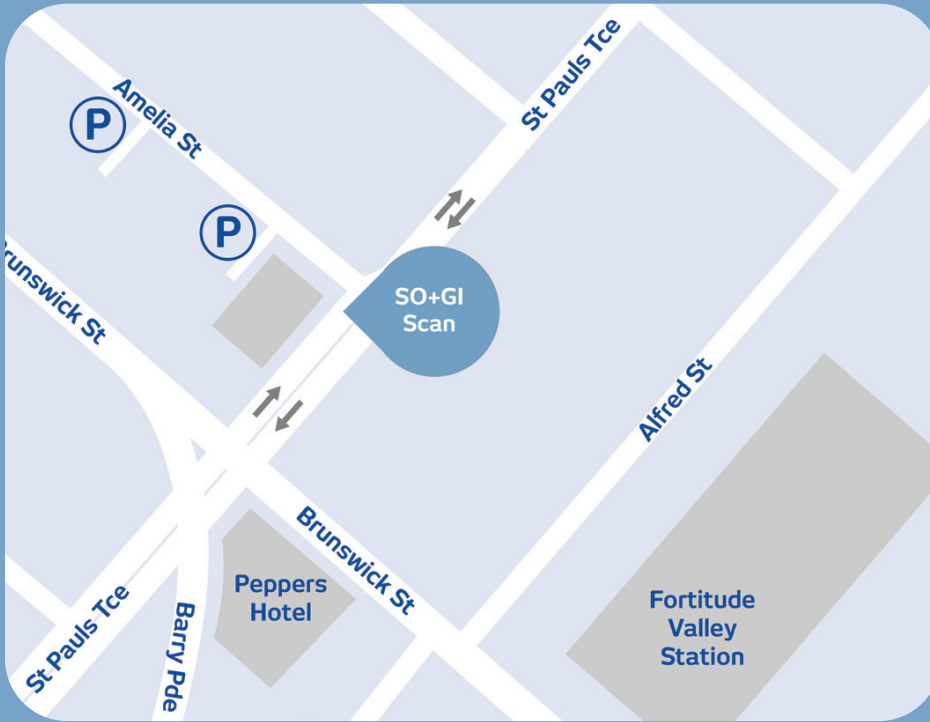 St Pauls Tce
Amelia St
P
P
Brunswick St
SO+GI
Scan
Alfred St
Brunswick St
Peppers
Hotel
Fortitude
Valley
Station
St Pauls Tce
Barry Pde